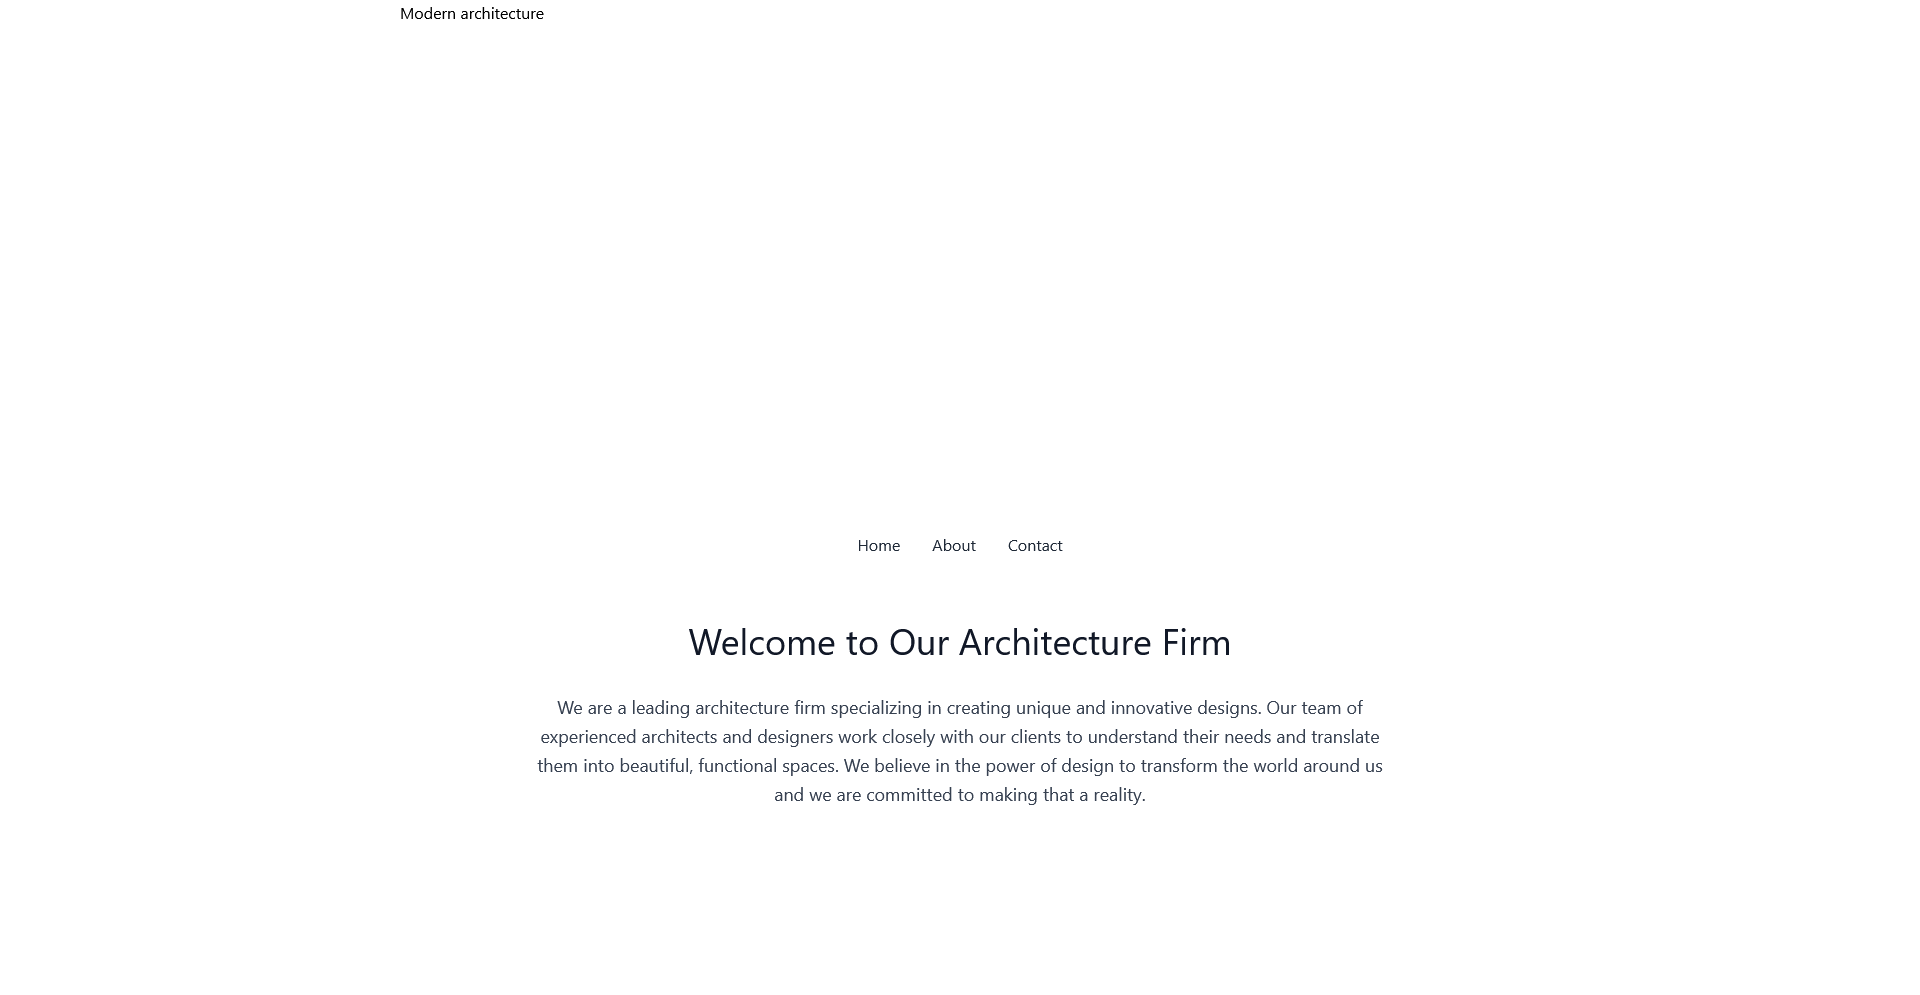 Modern architecture
Home About Contact
Welcome to Our Architecture Firm
We are a leading architecture firm specializing in creating unique and innovative designs. Our team of
experienced architects and designers work closely with our clients to understand their needs and translate
them into beautiful, functional spaces. We believe in the power of design to transform the world around us
and we are committed to making that a reality.